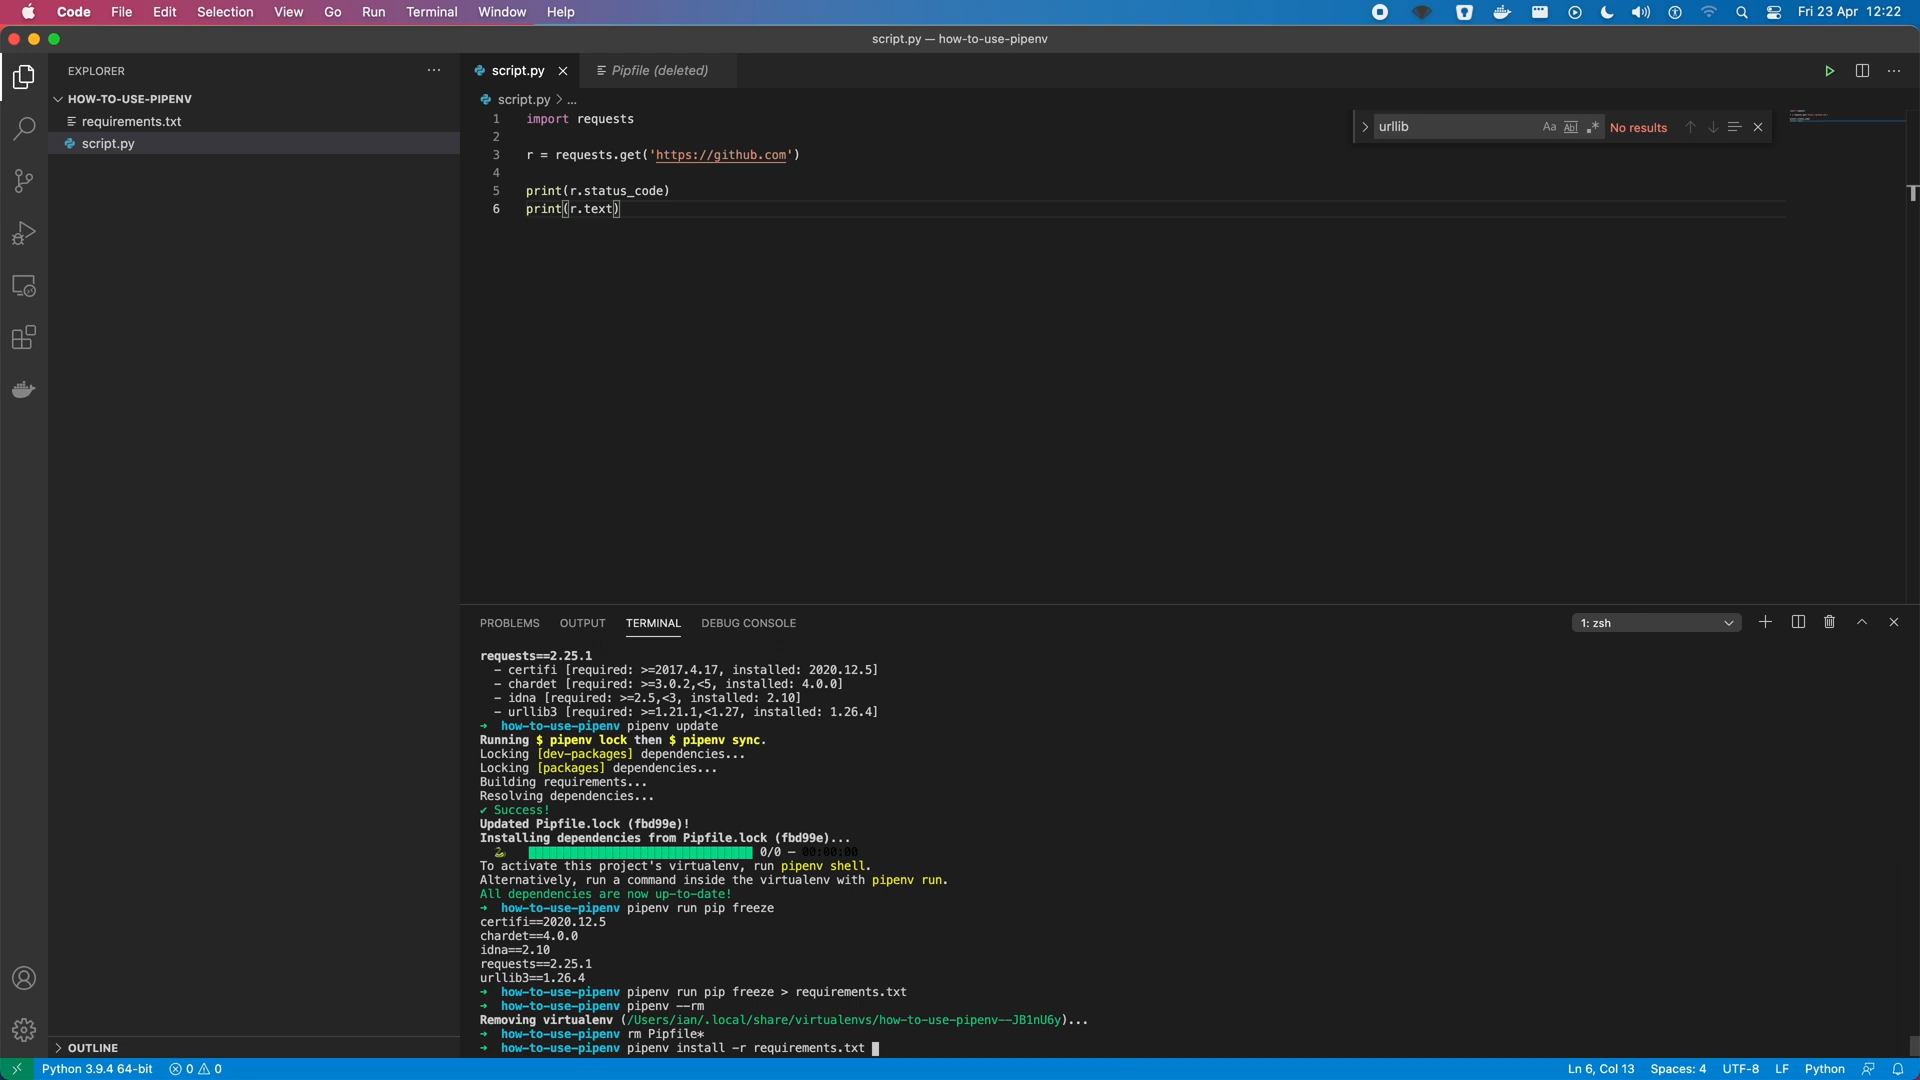 Code File Edit Selection View Go Run Terminal Window Help Fri 23 Apr 12:22
script.py — how-to-use-pipenv
EXPLORER
HOW-TO-USE-PIPENV
requirements.txt
script.py
OUTLINE
script.py Pipfile (deleted)
script.py > ...
urllib Aa Abl .* No results
1 import requests
2
3 r = requests.get('https://github.com')
4
5 print(r.status_code)
6 print(r.text)
PROBLEMS OUTPUT TERMINAL DEBUG CONSOLE 1: zsh
requests==2.25.1
- certifi [required: >=2017.4.17, installed: 2020.12.5]
- chardet [required: >=3.0.2,<5, installed: 4.0.0]
- idna [required: >=2.5,<3, installed: 2.10]
- urllib3 [required: >=1.21.1,<1.27, installed: 1.26.4]
→ how-to-use-pipenv pipenv update
Running $ pipenv lock then $ pipenv sync.
Locking [dev-packages] dependencies...
Locking [packages] dependencies...
Building requirements...
Resolving dependencies...
✔ Success!
Updated Pipfile.lock (fbd99e)!
Installing dependencies from Pipfile.lock (fbd99e)...
0/0 — 00:00:00
To activate this project's virtualenv, run pipenv shell.
Alternatively, run a command inside the virtualenv with pipenv run.
All dependencies are now up-to-date!
→ how-to-use-pipenv pipenv run pip freeze
certifi==2020.12.5
chardet==4.0.0
idna==2.10
requests==2.25.1
urllib3==1.26.4
→ how-to-use-pipenv pipenv run pip freeze > requirements.txt
→ how-to-use-pipenv pipenv --rm
Removing virtualenv (/Users/ian/.local/share/virtualenvs/how-to-use-pipenv--JB1nU6y)...
→ how-to-use-pipenv rm Pipfile*
→ how-to-use-pipenv pipenv install -r requirements.txt
Python 3.9.4 64-bit 0 0 Ln 6, Col 13 Spaces: 4 UTF-8 LF Python